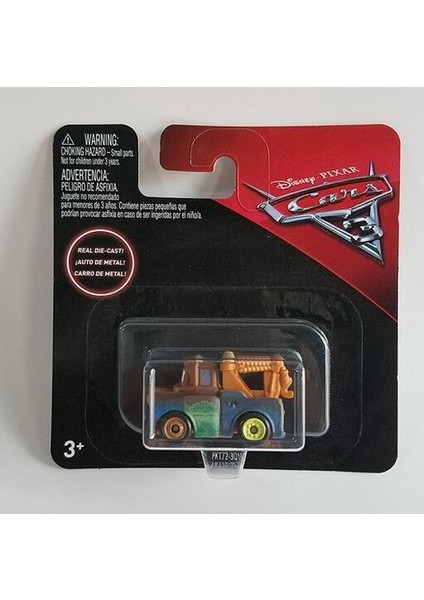 WARNING:
CHOKING HAZARD – Small parts.
Not for children under 3 years.
ADVERTENCIA:
PELIGRO DE ASFIXIA.
Juguete no recomendado
para menores de 3 años. Contiene piezas pequeñas que
podrían provocar asfixia en caso de ser ingeridas por el niño/a.
DISNEY·PIXAR
Cars
3
REAL DIE-CAST!
¡AUTO DE METAL!
CARRO DE METAL!
3+